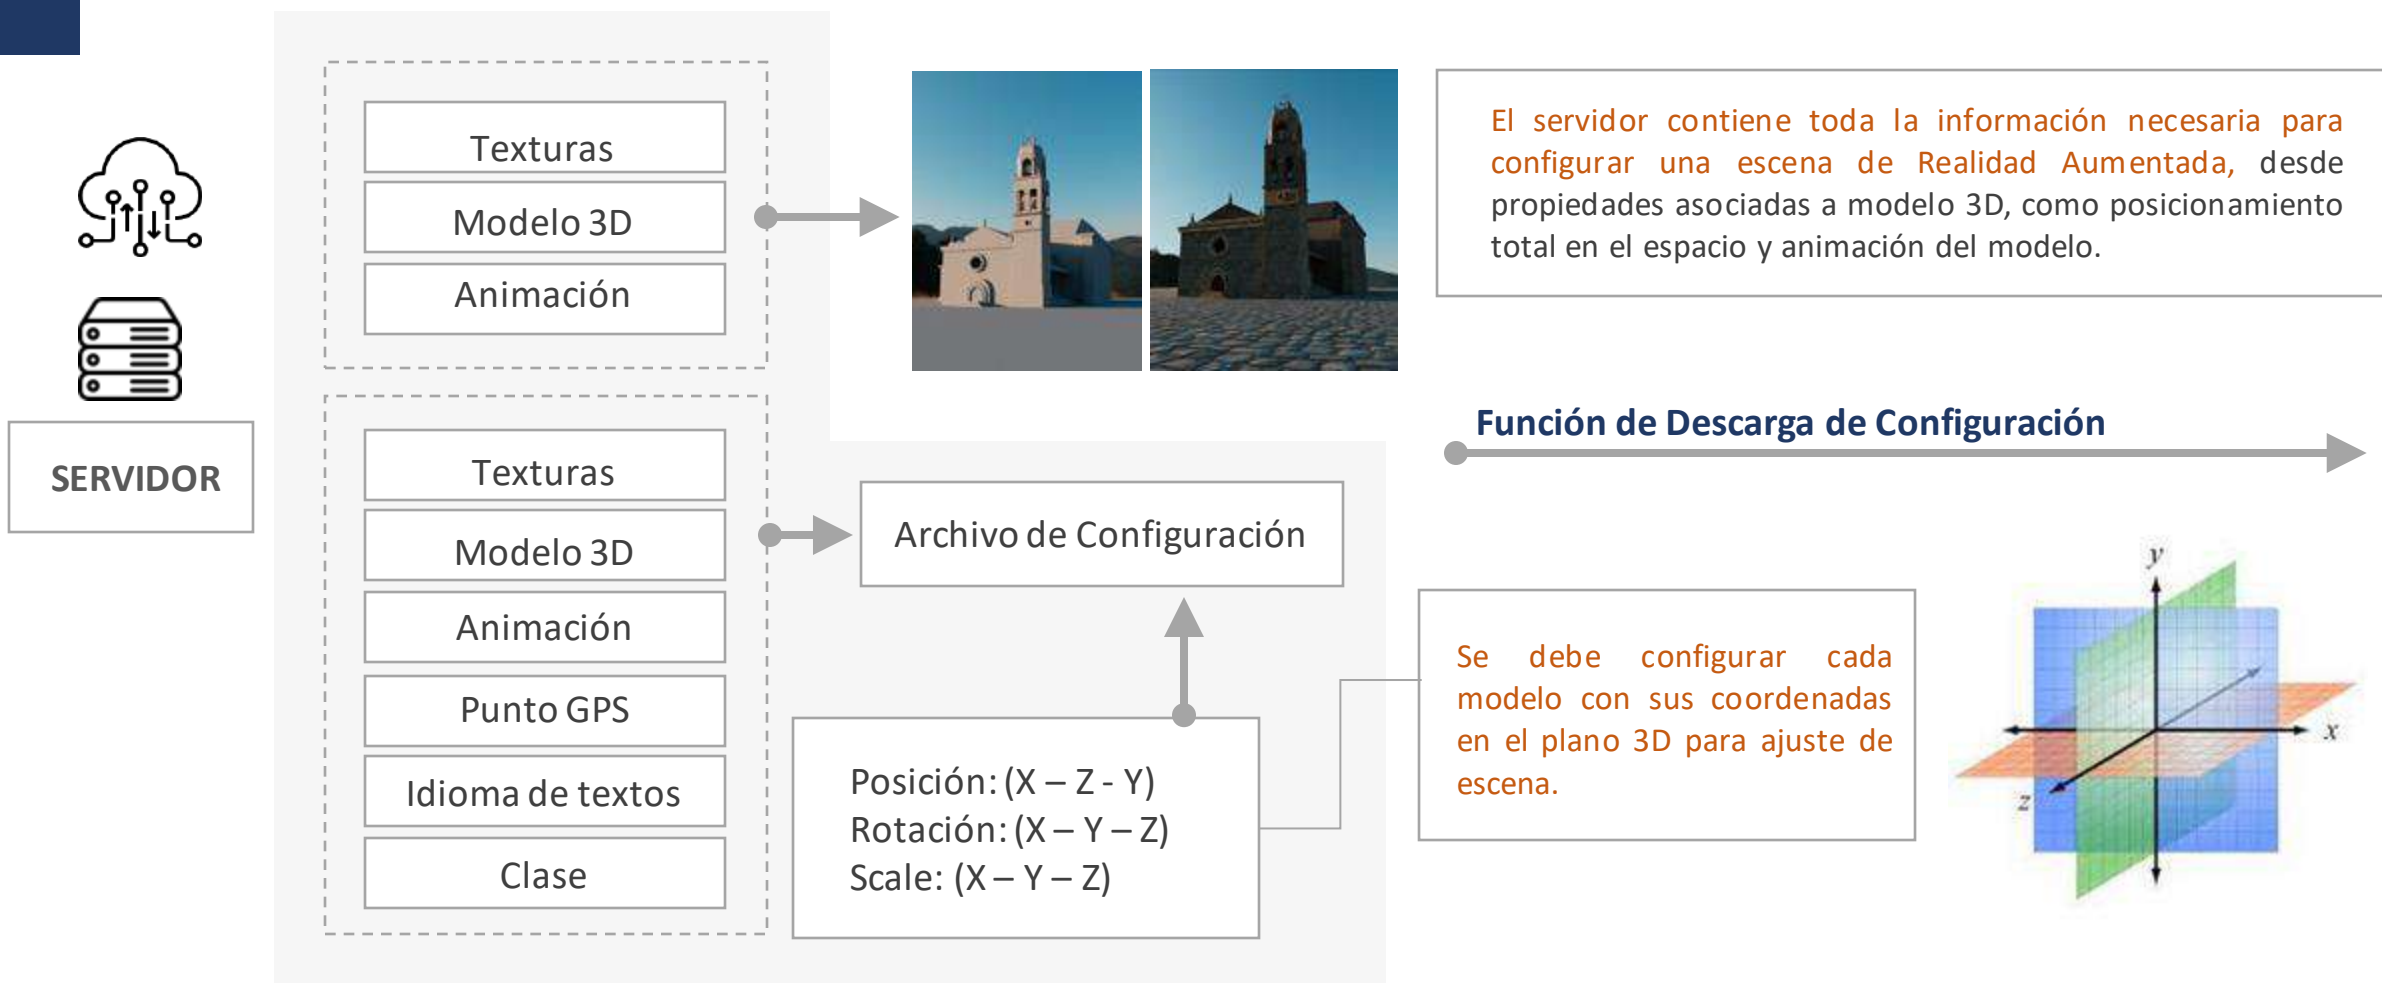 SERVIDOR
Texturas
Modelo 3D
Animación
Texturas
Modelo 3D
Animación
Punto GPS
Idioma de textos
Clase
El servidor contiene toda la información necesaria para
configurar una escena de Realidad Aumentada, desde
propiedades asociadas a modelo 3D, como posicionamiento
total en el espacio y animación del modelo.
Función de Descarga de Configuración
Archivo de Configuración
Posición: (X – Z - Y)
Rotación: (X – Y – Z)
Scale: (X – Y – Z)
Se debe configurar cada
modelo con sus coordenadas
en el plano 3D para ajuste de
escena.
y
x
z